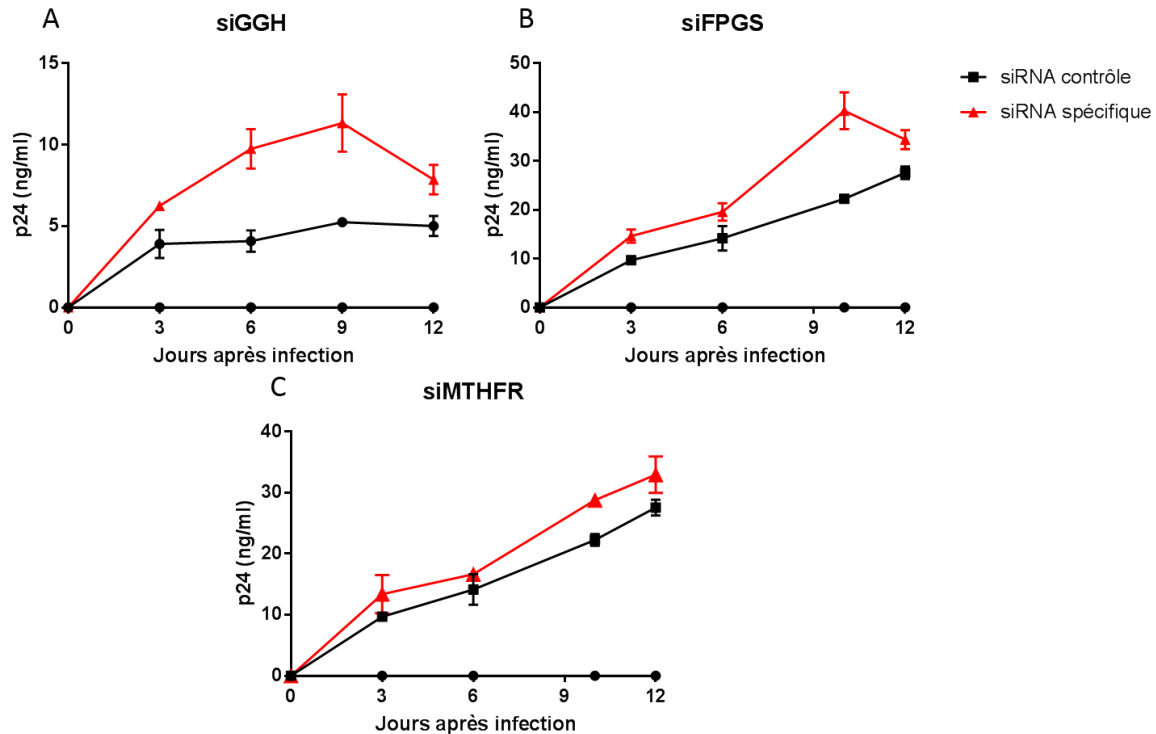 A
siGGH
15
10
5
0
p24 (ng/ml)
0 3 6 9 12
Jours après infection
B
siFPGS
50
40
30
20
10
0
p24 (ng/ml)
0 3 6 9 12
Jours après infection
siRNA contrôle
siRNA spécifique
C
siMTHFR
40
30
20
10
0
p24 (ng/ml)
0 3 6 9 12
Jours après infection